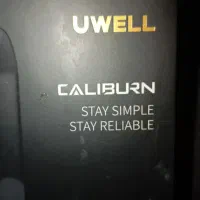 UWELL
CALIBURN
STAY SIMPLE
STAY RELIABLE